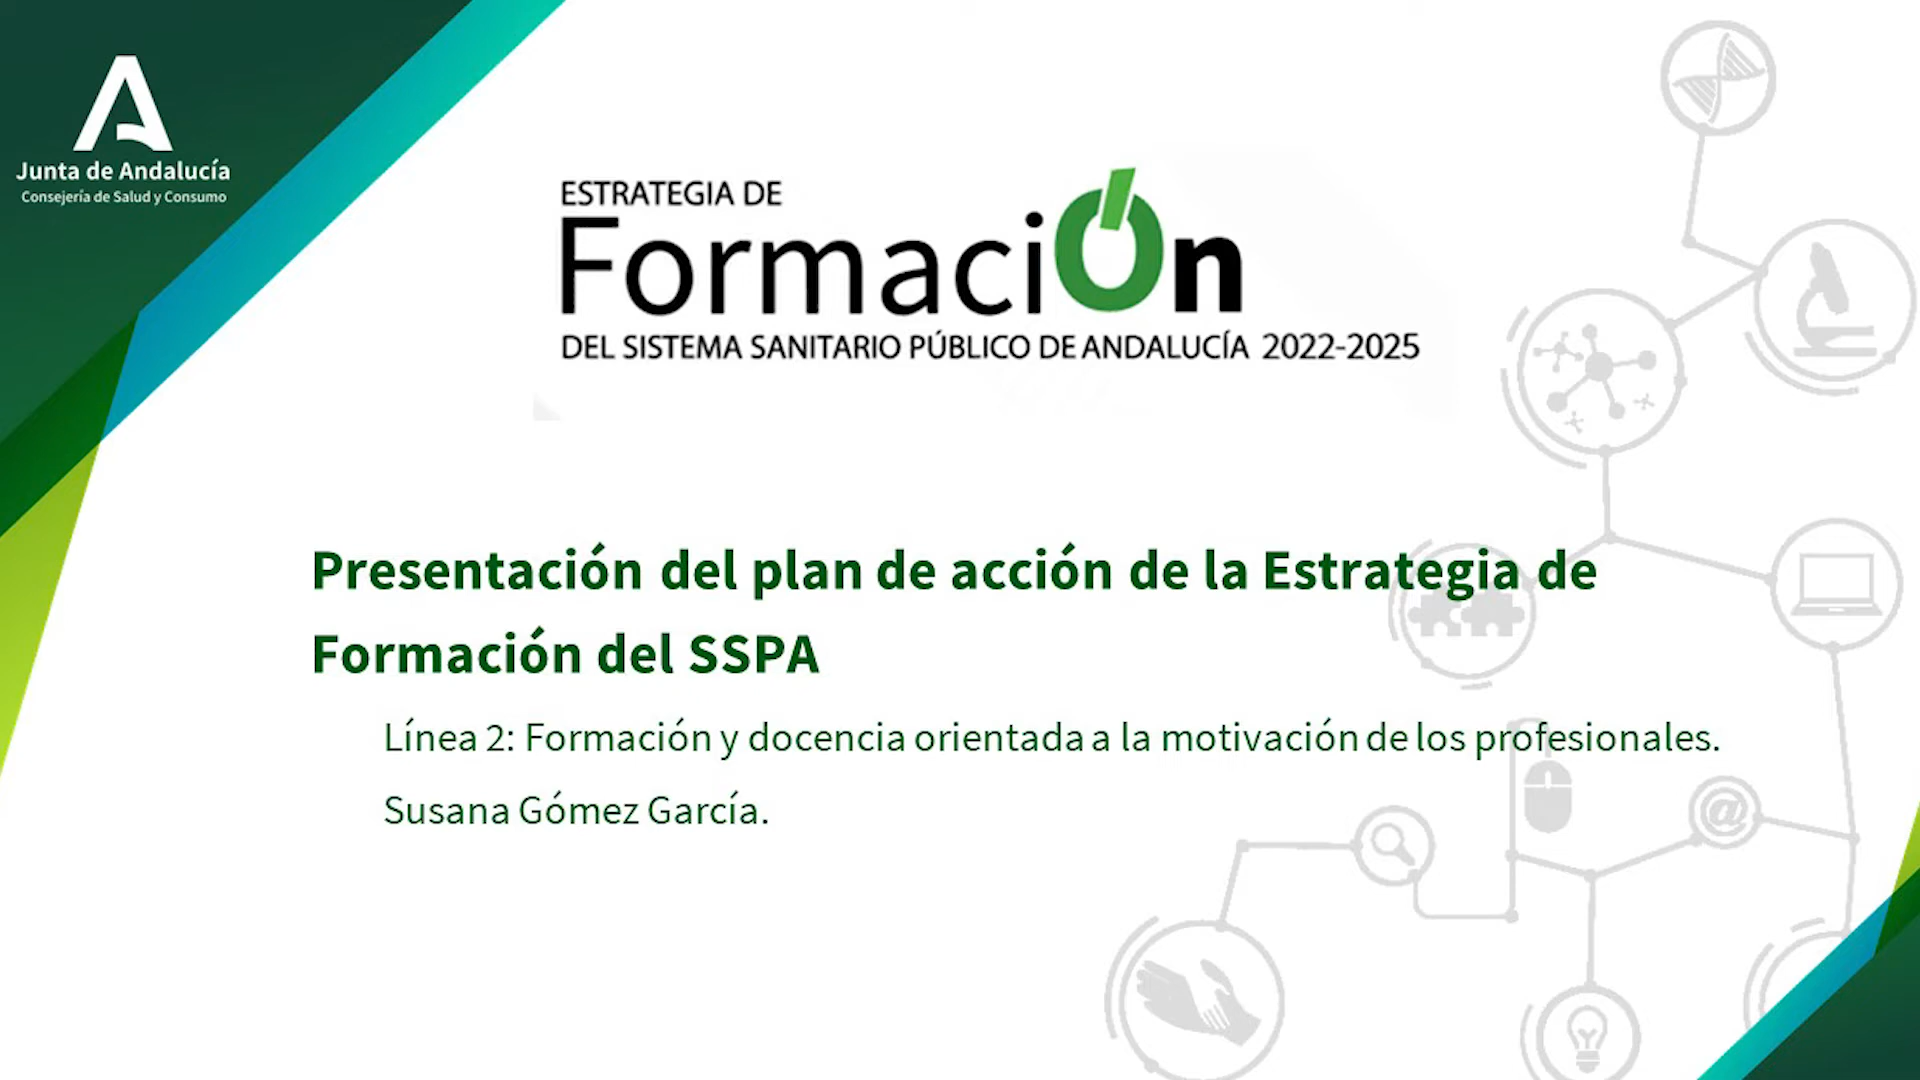 Junta de Andalucía
Consejería de Salud y Consumo
ESTRATEGIA DE
Formación
DEL SISTEMA SANITARIO PÚBLICO DE ANDALUCÍA 2022-2025
Presentación del plan de acción de la Estrategia de
Formación del SSPA
Línea 2: Formación y docencia orientada a la motivación de los profesionales.
Susana Gómez García.
@